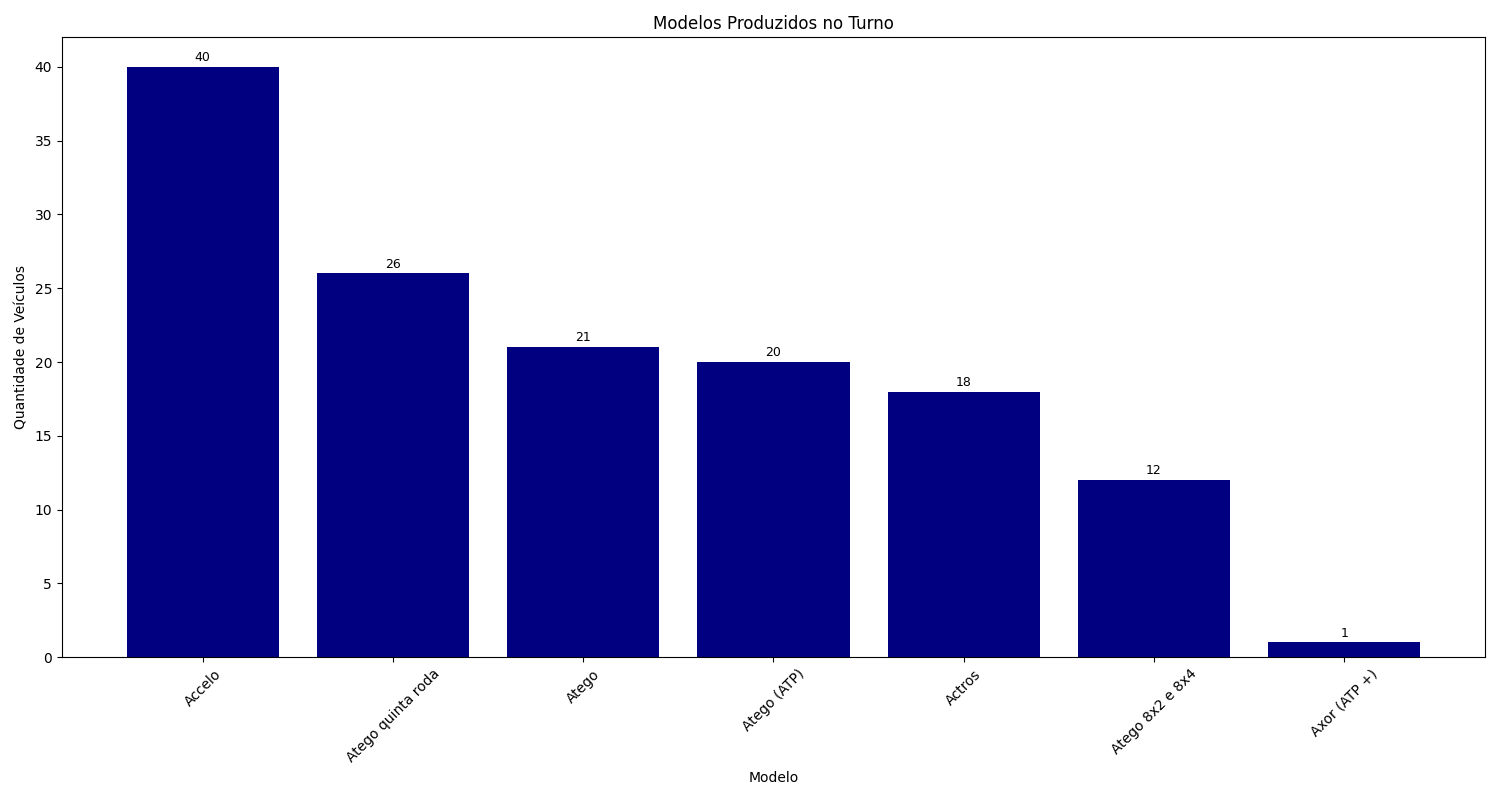 Modelos Produzidos no Turno
Quantidade de Veículos
40
35
30
25
20
15
10
5
0
40
26
21
20
18
12
1
Accelo
Atego quinta roda
Atego
Atego (ATP)
Actros
Atego 8x2 e 8x4
Axor (ATP +)
Modelo